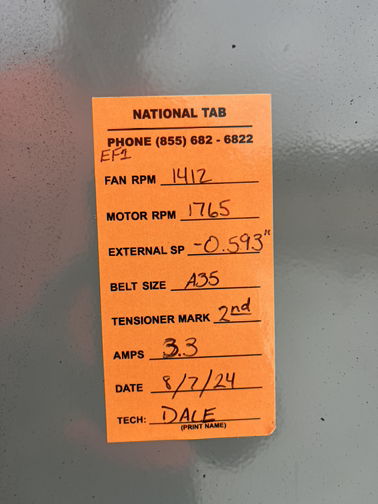 NATIONAL TAB
PHONE (855) 682 - 6822
EF1
FAN RPM 1412
MOTOR RPM 1765
EXTERNAL SP -0.593"
BELT SIZE A35
TENSIONER MARK 2nd
AMPS 3.3
DATE 8/7/24
TECH: DALE
(PRINT NAME)